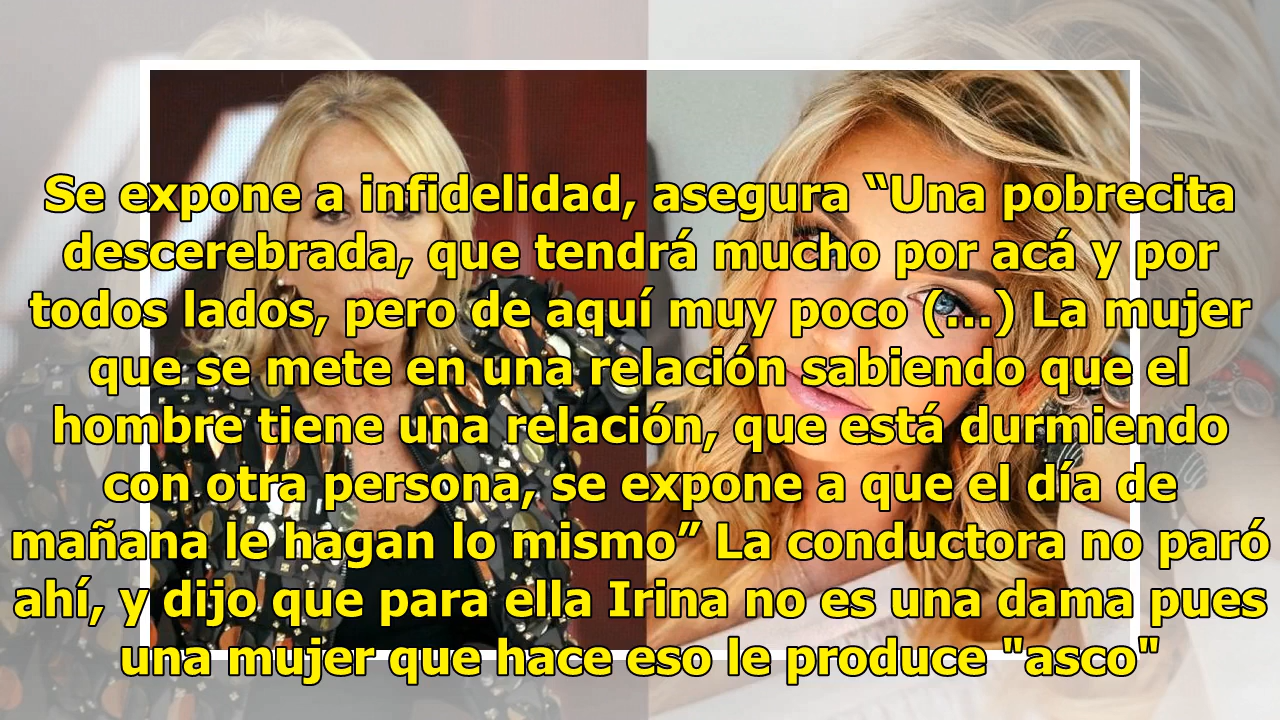 Se expone a infidelidad, asegura “Una pobrecita
descerebrada, que tendrá mucho por acá y por
todos lados, pero de aquí muy poco (...) La mujer
que se mete en una relación sabiendo que el
hombre tiene una relación, que está durmiendo
con otra persona, se expone a que el día de
mañana le hagan lo mismo” La conductora no paró
ahí, y dijo que para ella Irina no es una dama pues
una mujer que hace eso le produce "asco"